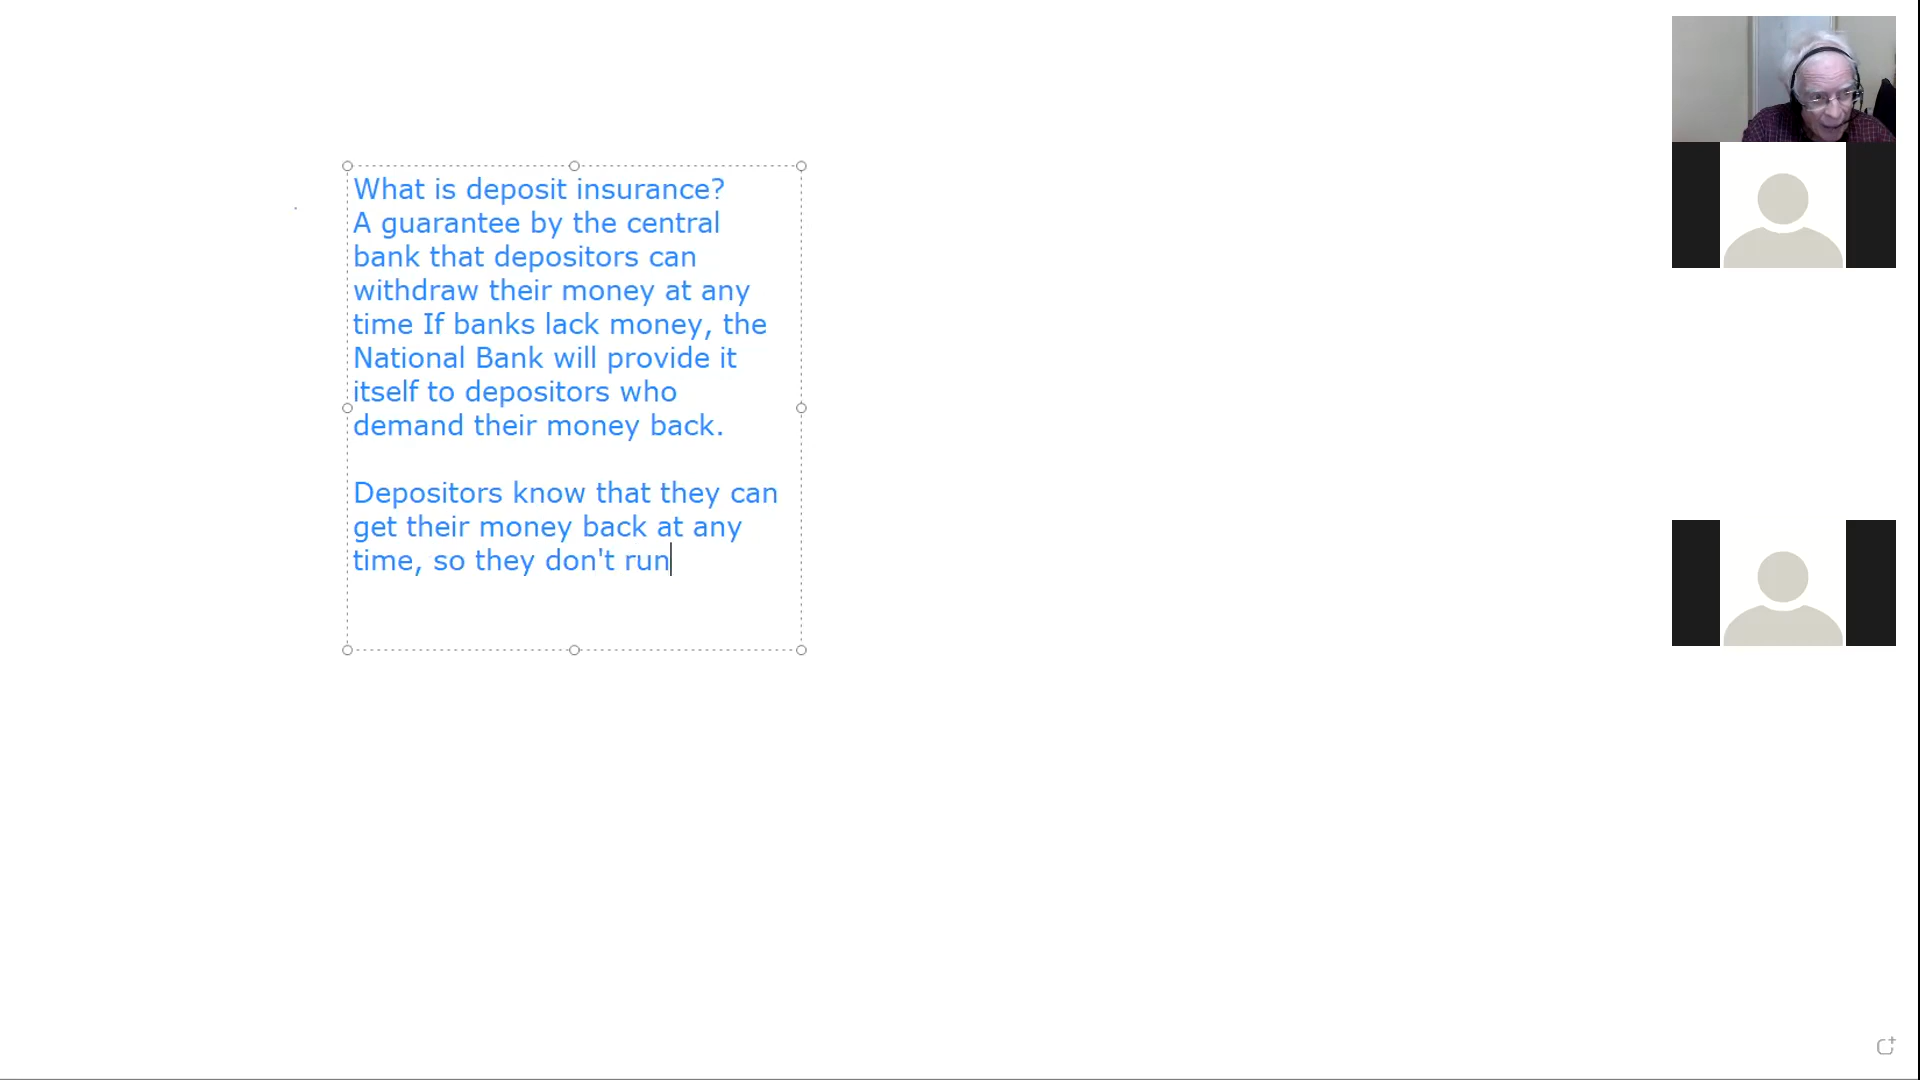 What is deposit insurance?
A guarantee by the central
bank that depositors can
withdraw their money at any
time If banks lack money, the
National Bank will provide it
itself to depositors who
demand their money back.
Depositors know that they can
get their money back at any
time, so they don't run